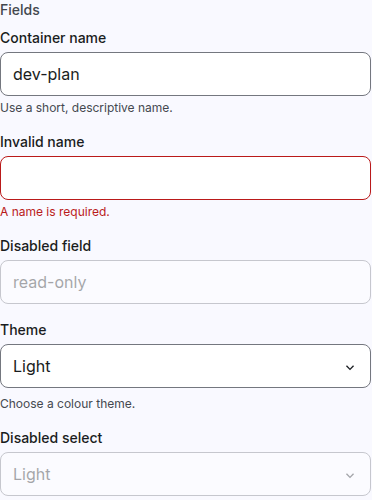 Fields
Container name
dev-plan
Use a short, descriptive name.
Invalid name
A name is required.
Disabled field
read-only
Theme
Light
Choose a colour theme.
Disabled select
Light